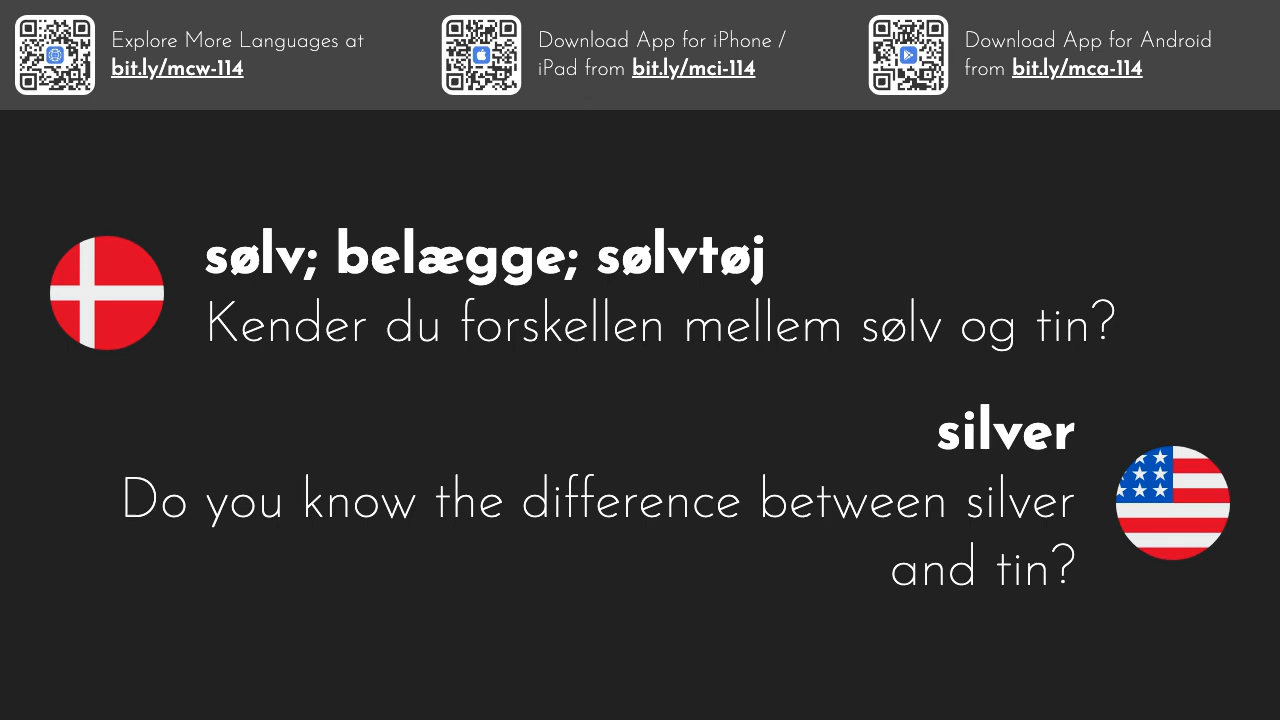 Explore More Languages at
bit.ly/mcw-114
Download App for iPhone /
iPad from bit.ly/mci-114
Download App for Android
from bit.ly/mca-114
sølv; belægge; sølvtøj
Kender du forskellen mellem sølv og tin?
silver
Do you know the difference between silver
and tin?